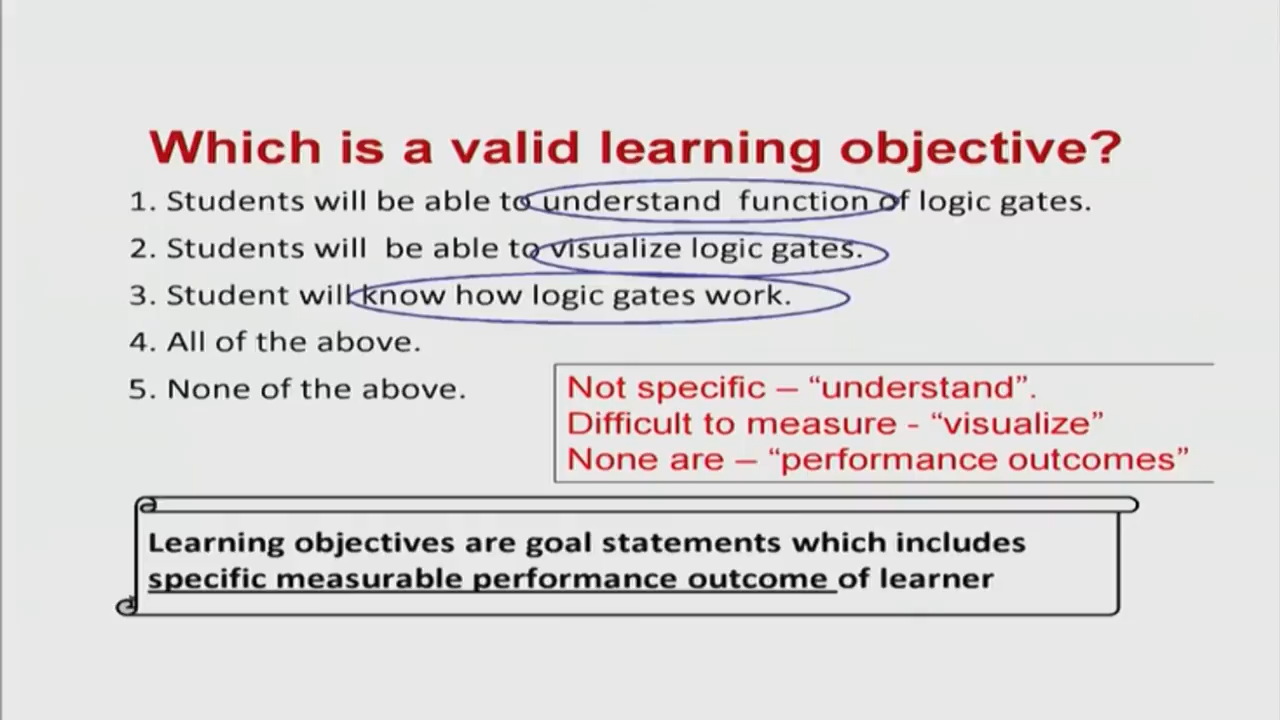 Which is a valid learning objective?
1. Students will be able to understand function of logic gates.
2. Students will be able to visualize logic gates.
3. Student will know how logic gates work.
4. All of the above.
5. None of the above.
Not specific – “understand”.
Difficult to measure - “visualize”
None are – “performance outcomes”
Learning objectives are goal statements which includes
specific measurable performance outcome of learner